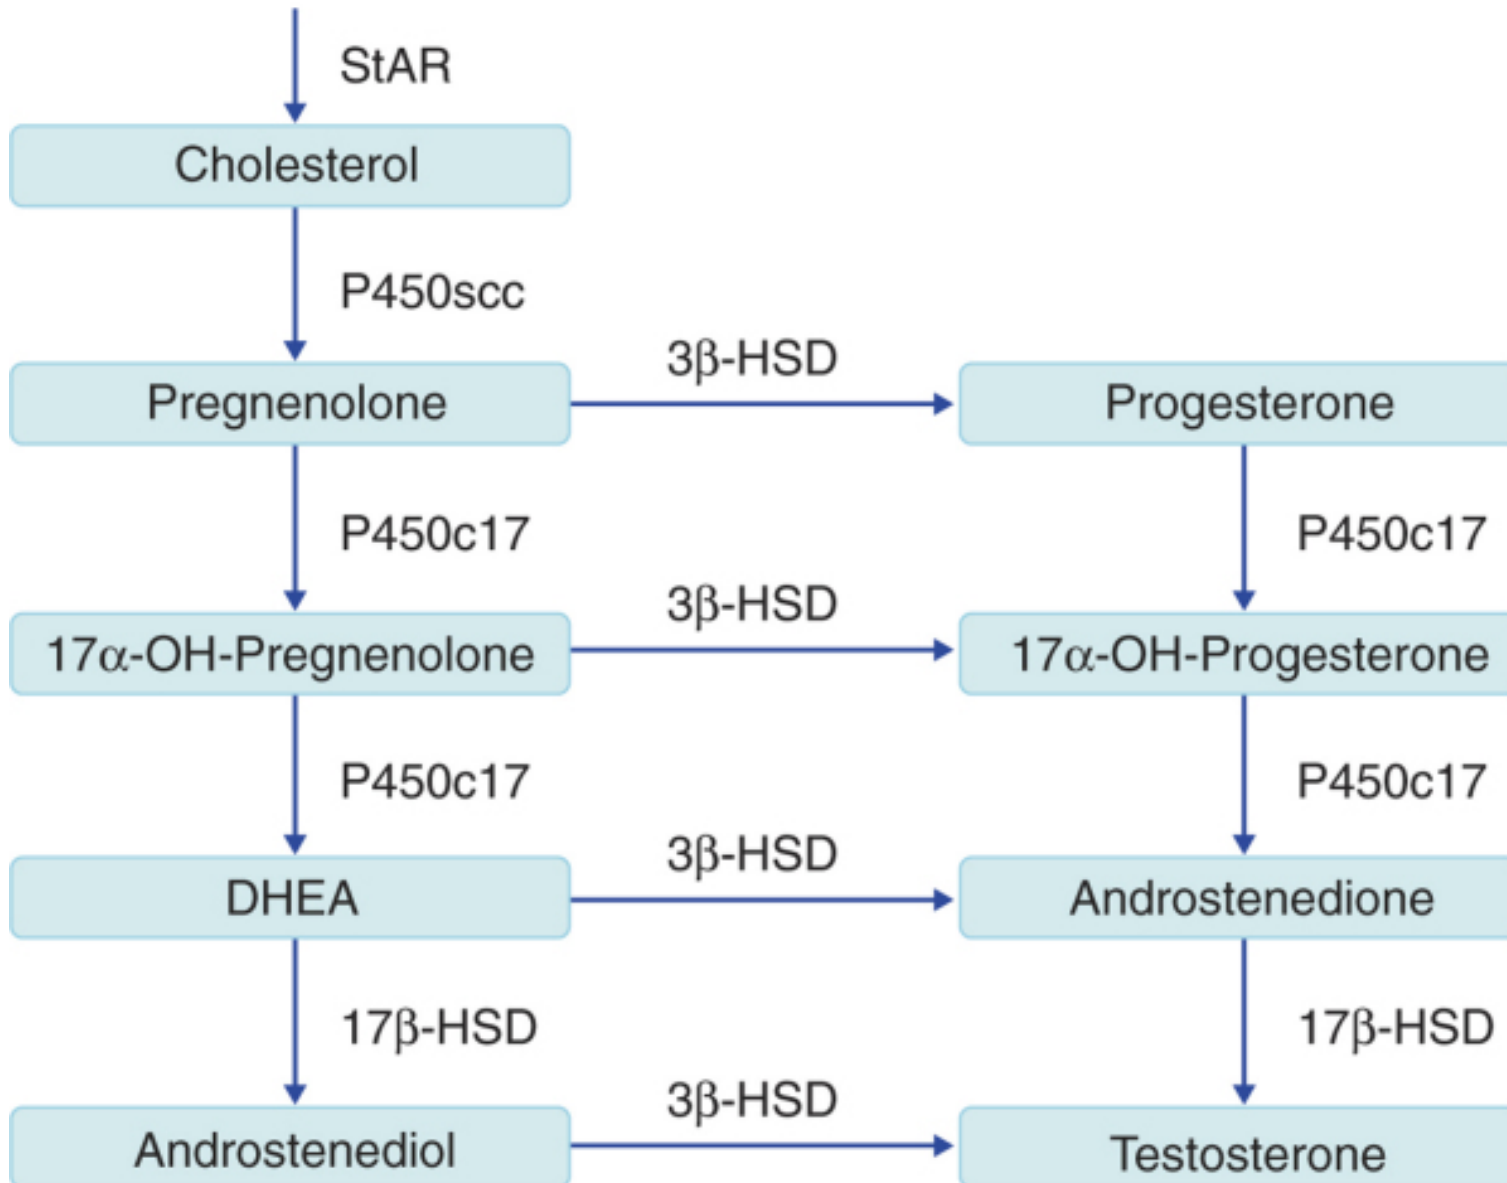 StAR
Cholesterol
P450scc
3β-HSD
Pregnenolone
Progesterone
P450c17
P450c17
3β-HSD
17α-OH-Pregnenolone
17α-OH-Progesterone
P450c17
P450c17
3β-HSD
DHEA
Androstenedione
17β-HSD
17β-HSD
3β-HSD
Androstenediol
Testosterone